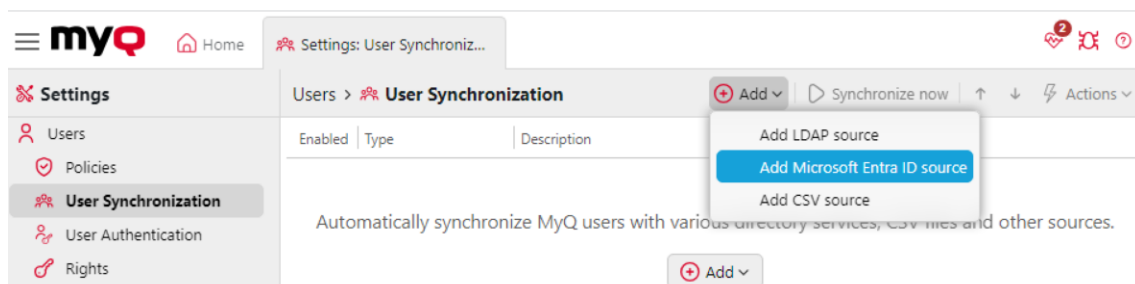 myQ Home Settings: User Synchroniz... 2
Settings Users > User Synchronization Add Synchronize now Actions
Users Enabled Type Description Add LDAP source
Policies Add Microsoft Entra ID source
User Synchronization Add CSV source
User Authentication Automatically synchronize MyQ users with various directory services, CSV files and other sources.
Rights Add